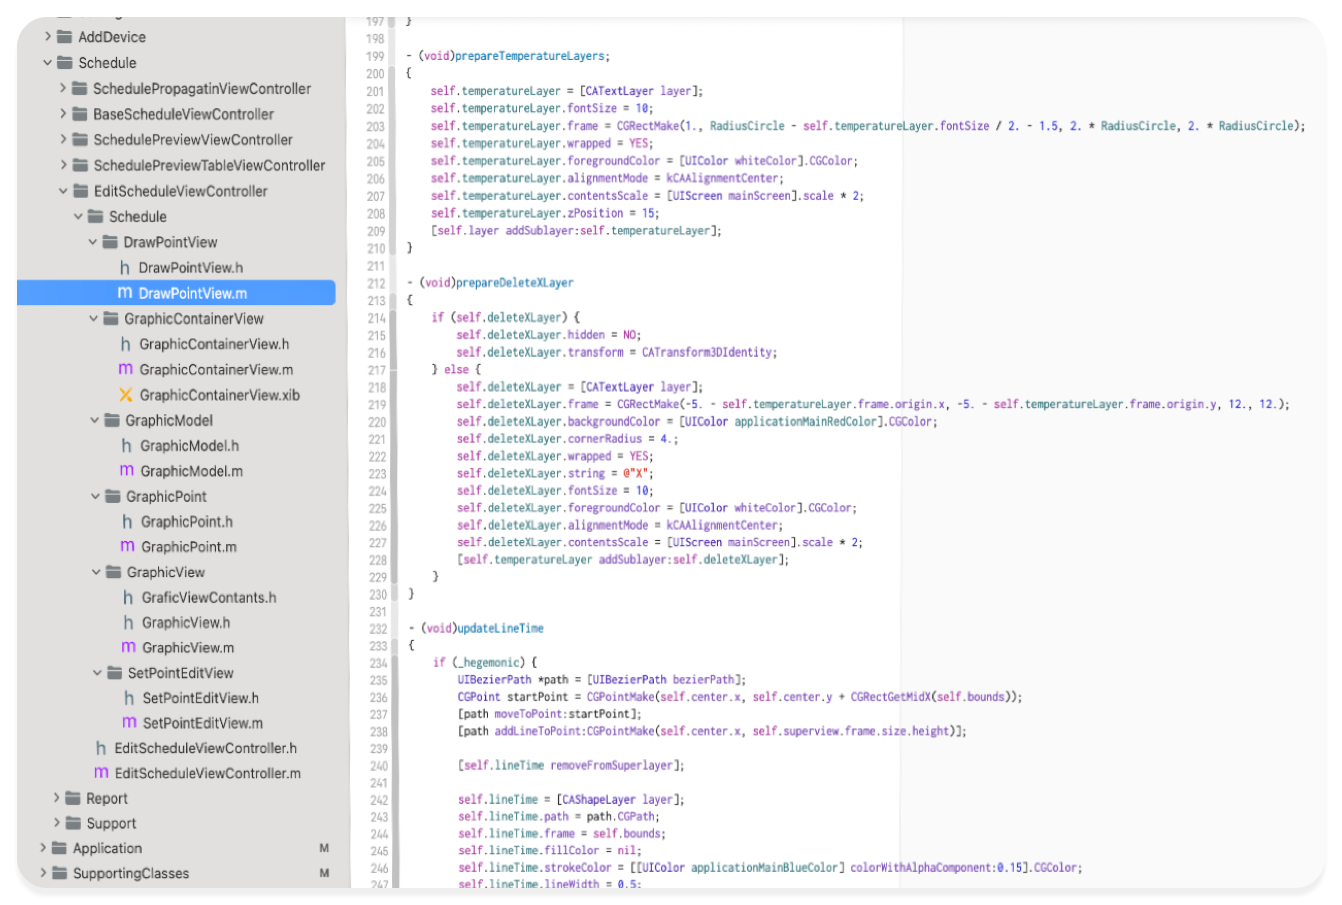 AddDevice
Schedule
SchedulePropagatinViewController
BaseScheduleViewController
SchedulePreviewViewController
SchedulePreviewTableViewController
EditScheduleViewController
Schedule
DrawPointView
h DrawPointView.h
m DrawPointView.m
GraphicContainerView
h GraphicContainerView.h
m GraphicContainerView.m
GraphicContainerView.xib
GraphicModel
h GraphicModel.h
m GraphicModel.m
GraphicPoint
h GraphicPoint.h
m GraphicPoint.m
GraphicView
h GraficViewContants.h
h GraphicView.h
m GraphicView.m
SetPointEditView
h SetPointEditView.h
m SetPointEditView.m
h EditScheduleViewController.h
m EditScheduleViewController.m
Report
Support
Application M
SupportingClasses M
197 }
198
199 - (void)prepareTemperatureLayers;
200 {
201 self.temperatureLayer = [CATextLayer layer];
202 self.temperatureLayer.fontSize = 10;
203 self.temperatureLayer.frame = CGRectMake(1., RadiusCircle - self.temperatureLayer.fontSize / 2. - 1.5, 2. * RadiusCircle, 2. * RadiusCircle);
204 self.temperatureLayer.wrapped = YES;
205 self.temperatureLayer.foregroundColor = [UIColor whiteColor].CGColor;
206 self.temperatureLayer.alignmentMode = kCAAlignmentCenter;
207 self.temperatureLayer.contentsScale = [UIScreen mainScreen].scale * 2;
208 self.temperatureLayer.zPosition = 15;
209 [self.layer addSublayer:self.temperatureLayer];
210 }
211
212 - (void)prepareDeleteXLayer
213 {
214 if (self.deleteXLayer) {
215 self.deleteXLayer.hidden = NO;
216 self.deleteXLayer.transform = CATransform3DIdentity;
217 } else {
218 self.deleteXLayer = [CATextLayer layer];
219 self.deleteXLayer.frame = CGRectMake(-5. - self.temperatureLayer.frame.origin.x, -5. - self.temperatureLayer.frame.origin.y, 12., 12.);
220 self.deleteXLayer.backgroundColor = [UIColor applicationMainRedColor].CGColor;
221 self.deleteXLayer.cornerRadius = 4.;
222 self.deleteXLayer.wrapped = YES;
223 self.deleteXLayer.string = @"X";
224 self.deleteXLayer.fontSize = 10;
225 self.deleteXLayer.foregroundColor = [UIColor whiteColor].CGColor;
226 self.deleteXLayer.alignmentMode = kCAAlignmentCenter;
227 self.deleteXLayer.contentsScale = [UIScreen mainScreen].scale * 2;
228 [self.temperatureLayer addSublayer:self.deleteXLayer];
229 }
230 }
231
232 - (void)updateLineTime
233 {
234 if (_hegemonic) {
235 UIBezierPath *path = [UIBezierPath bezierPath];
236 CGPoint startPoint = CGPointMake(self.center.x, self.center.y + CGRectGetMidX(self.bounds));
237 [path moveToPoint:startPoint];
238 [path addLineToPoint:CGPointMake(self.center.x, self.superview.frame.size.height)];
239
240 [self.lineTime removeFromSuperlayer];
241
242 self.lineTime = [CAShapeLayer layer];
243 self.lineTime.path = path.CGPath;
244 self.lineTime.frame = self.bounds;
245 self.lineTime.fillColor = nil;
246 self.lineTime.strokeColor = [[UIColor applicationMainBlueColor] colorWithAlphaComponent:0.15].CGColor;
247 self.lineTime.lineWidth = 0.5;